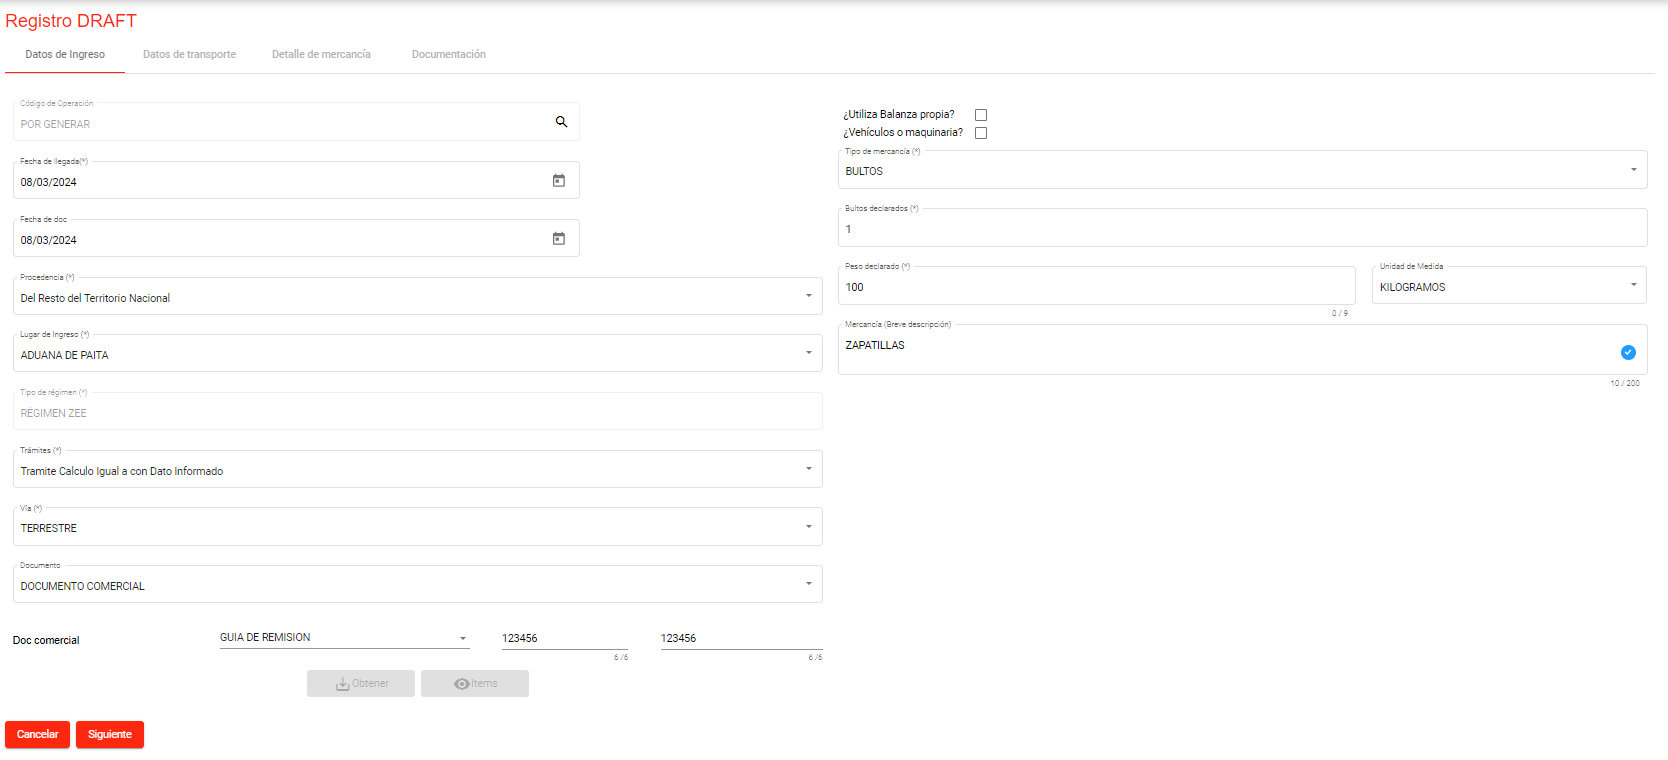 Registro DRAFT
Datos de Ingreso
Datos de transporte
Detalle de mercancía
Documentación
Código de Operación
POR GENERAR
Fecha de llegada(*)
08/03/2024
Fecha de doc
08/03/2024
Procedencia (*)
Del Resto del Territorio Nacional
Lugar de Ingreso (*)
ADUANA DE PAITA
Tipo de régimen (*)
RÉGIMEN ZEE
Trámites (*)
Tramite Calculo Igual a con Dato Informado
Vía (*)
TERRESTRE
Documento
DOCUMENTO COMERCIAL
Doc comercial
GUIA DE REMISION
123456
6 /6
123456
6 /6
Obtener
Items
Cancelar
Siguiente
¿Utiliza Balanza propia?
¿Vehículos o maquinaria?
Tipo de mercancía (*)
BULTOS
Bultos declarados (*)
1
Peso declarado (*)
100
0 / 9
Unidad de Medida
KILOGRAMOS
Mercancía (Breve descripción)
ZAPATILLAS
10 / 200